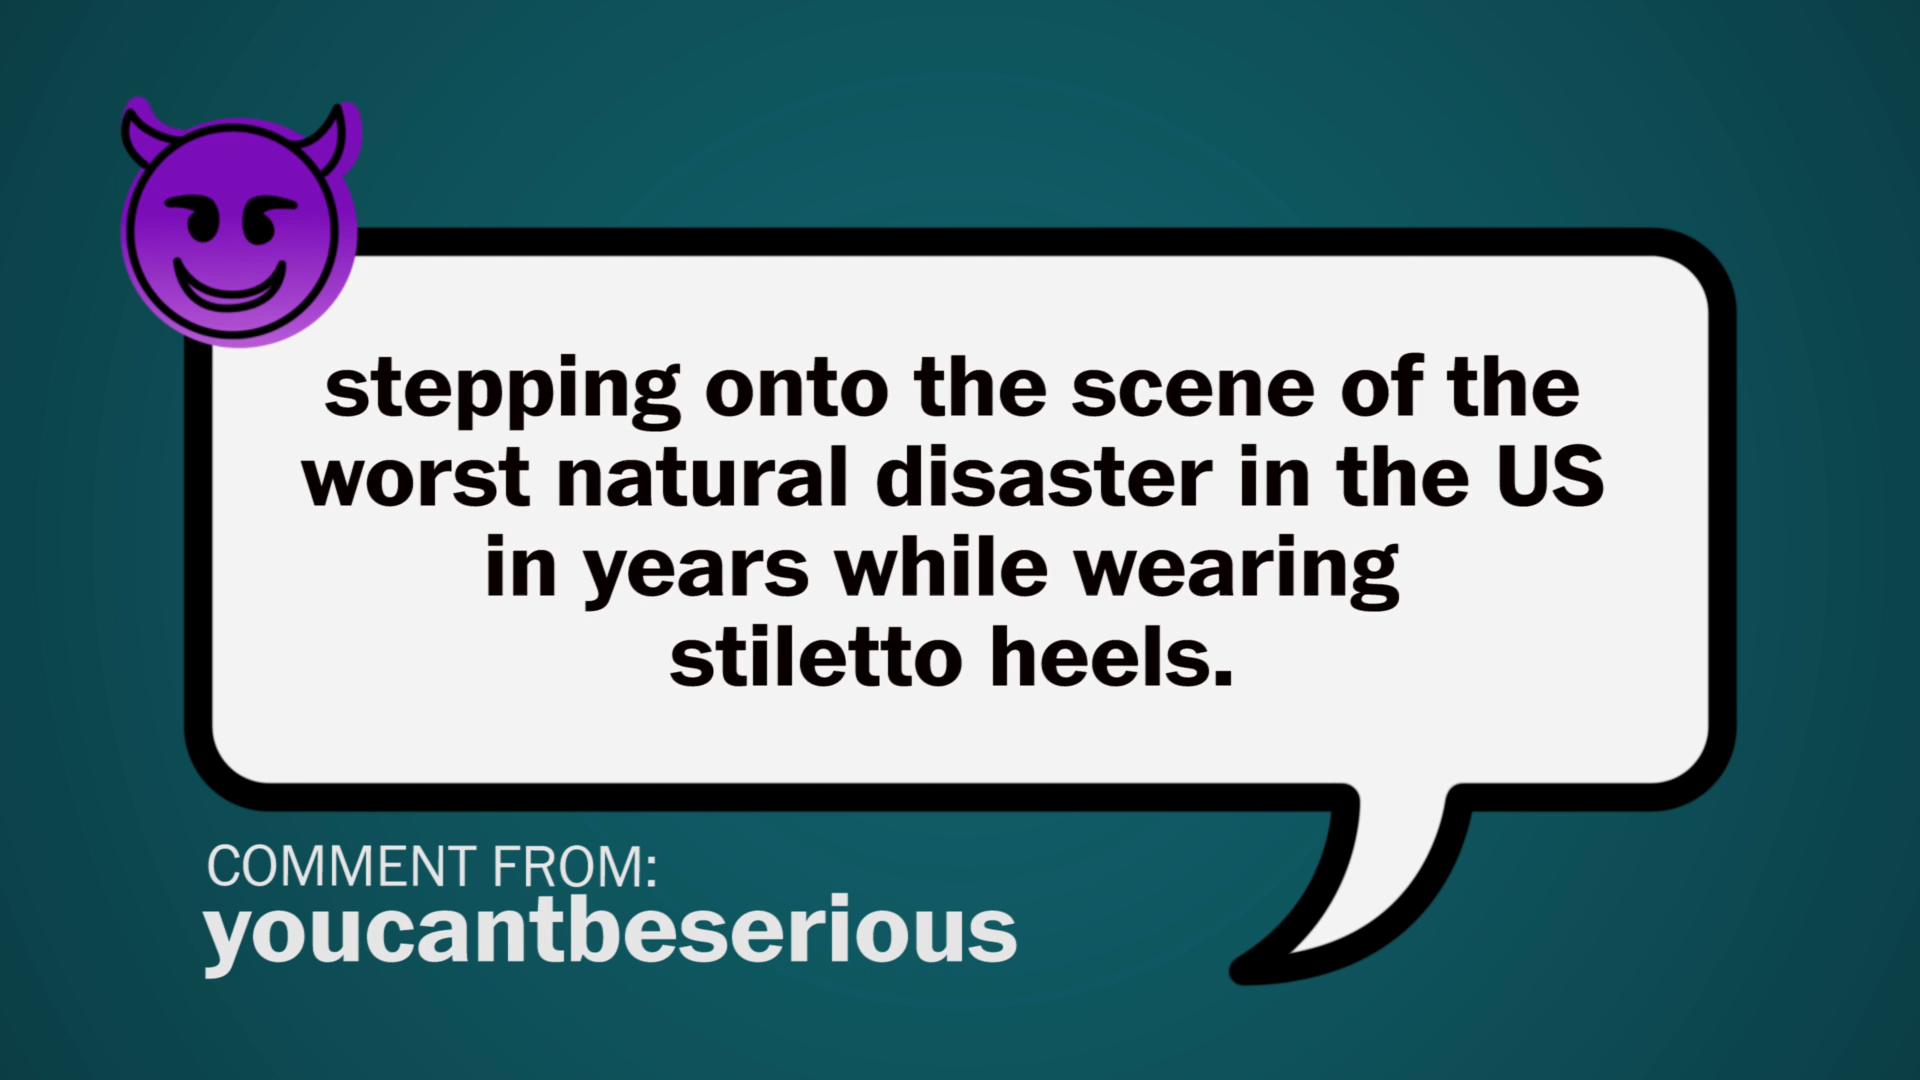 stepping onto the scene of the
worst natural disaster in the US
in years while wearing
stiletto heels.
COMMENT FROM:
youcantbeserious